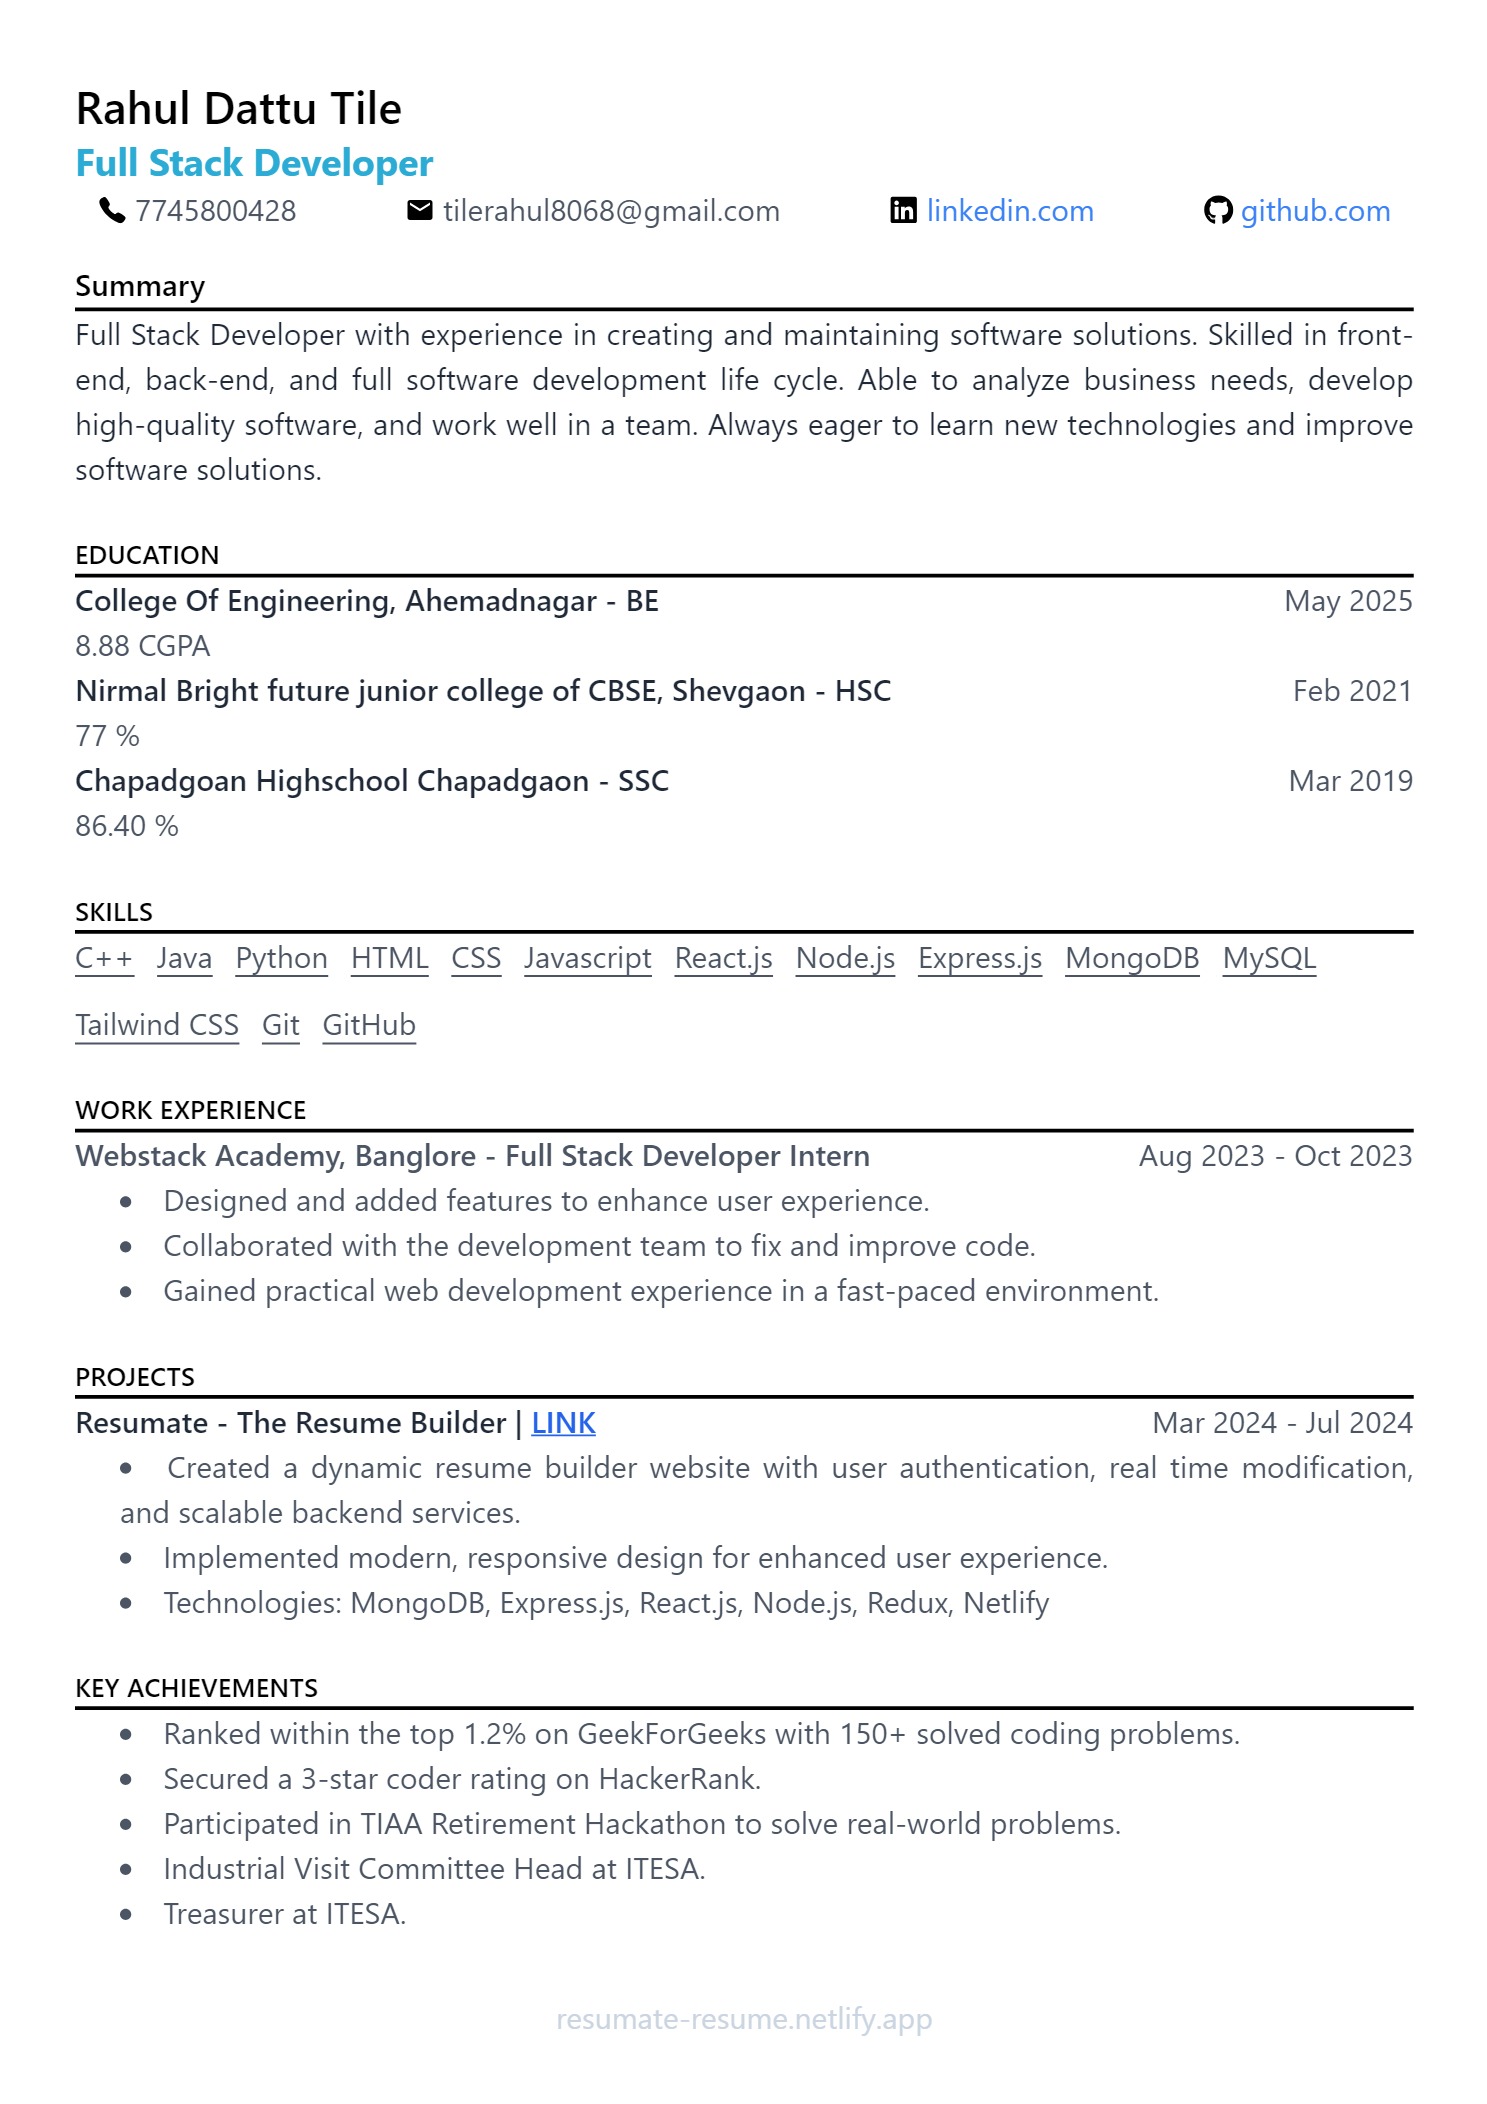 Rahul Dattu Tile
Full Stack Developer
7745800428 tilerahul8068@gmail.com linkedin.com github.com
Summary
Full Stack Developer with experience in creating and maintaining software solutions. Skilled in front-
end, back-end, and full software development life cycle. Able to analyze business needs, develop
high-quality software, and work well in a team. Always eager to learn new technologies and improve
software solutions.
EDUCATION
College Of Engineering, Ahemadnagar - BE May 2025
8.88 CGPA
Nirmal Bright future junior college of CBSE, Shevgaon - HSC Feb 2021
77 %
Chapadgoan Highschool Chapadgaon - SSC Mar 2019
86.40 %
SKILLS
C++ Java Python HTML CSS Javascript React.js Node.js Express.js MongoDB MySQL
Tailwind CSS Git GitHub
WORK EXPERIENCE
Webstack Academy, Banglore - Full Stack Developer Intern Aug 2023 - Oct 2023
• Designed and added features to enhance user experience.
• Collaborated with the development team to fix and improve code.
• Gained practical web development experience in a fast-paced environment.
PROJECTS
Resumate - The Resume Builder | LINK Mar 2024 - Jul 2024
• Created a dynamic resume builder website with user authentication, real time modification,
and scalable backend services.
• Implemented modern, responsive design for enhanced user experience.
• Technologies: MongoDB, Express.js, React.js, Node.js, Redux, Netlify
KEY ACHIEVEMENTS
• Ranked within the top 1.2% on GeekForGeeks with 150+ solved coding problems.
• Secured a 3-star coder rating on HackerRank.
• Participated in TIAA Retirement Hackathon to solve real-world problems.
• Industrial Visit Committee Head at ITESA.
• Treasurer at ITESA.
resumate-resume.netlify.app